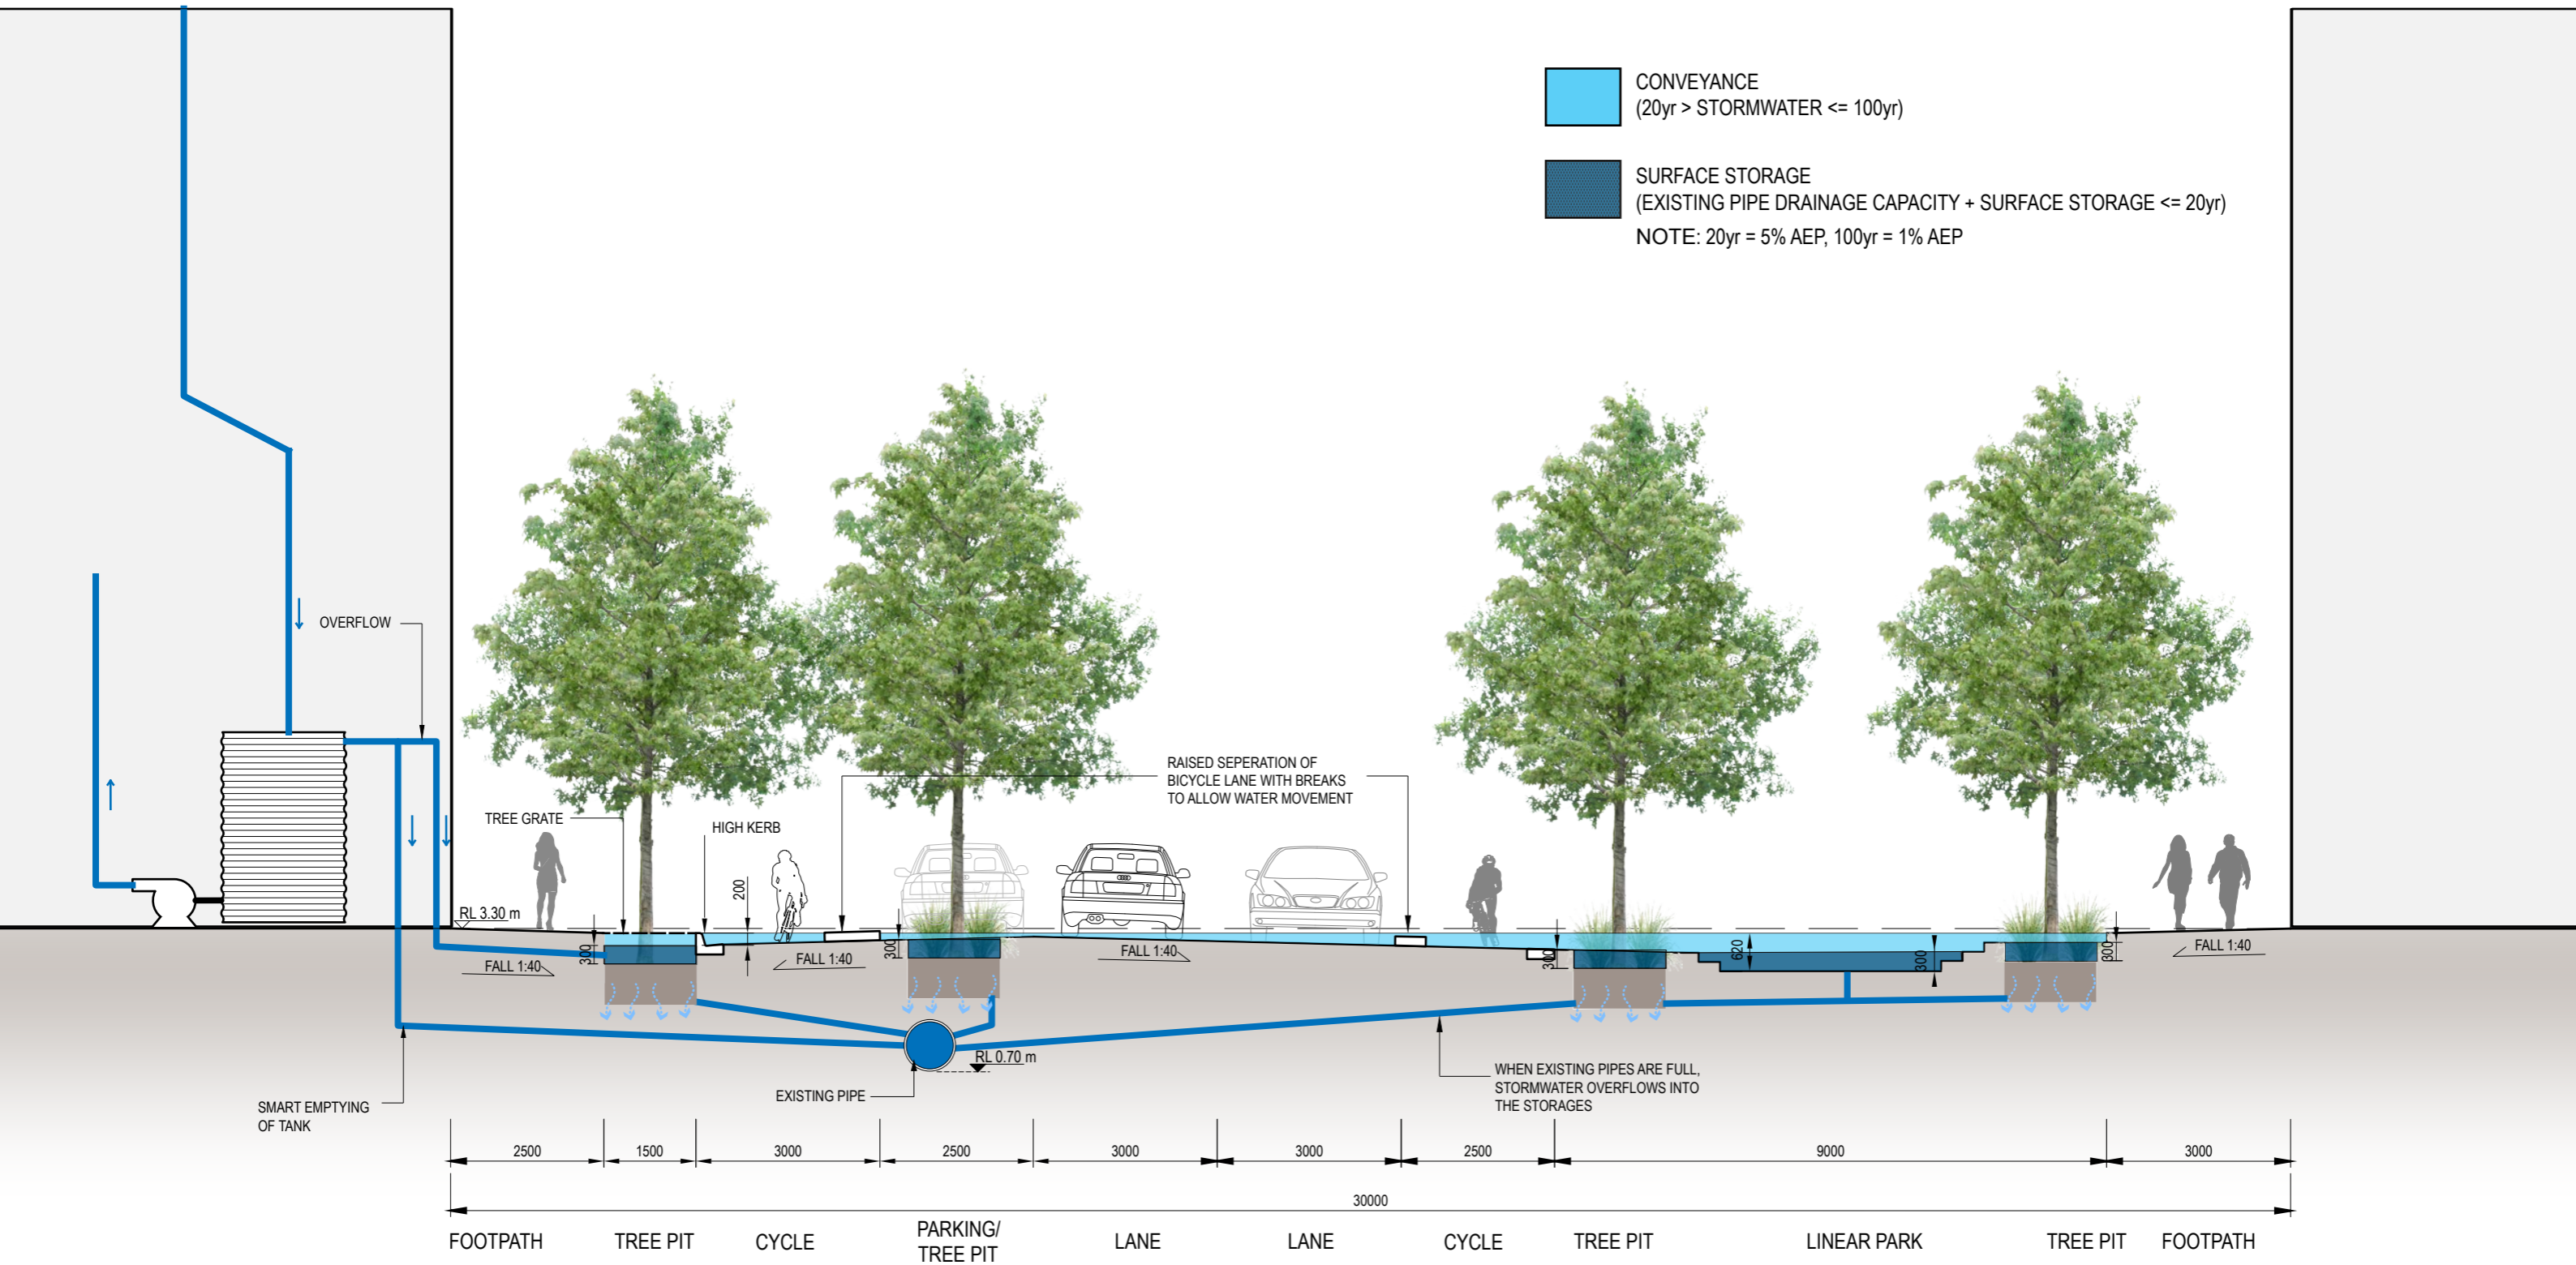 CONVEYANCE
(20yr > STORMWATER <= 100yr)
SURFACE STORAGE
(EXISTING PIPE DRAINAGE CAPACITY + SURFACE STORAGE <= 20yr)
NOTE: 20yr = 5% AEP, 100yr = 1% AEP
OVERFLOW
RAISED SEPERATION OF
BICYCLE LANE WITH BREAKS
TO ALLOW WATER MOVEMENT
TREE GRATE
HIGH KERB
200
RL 3.30 m
300
FALL 1:40
FALL 1:40
300
FALL 1:40
300
620
300
300
FALL 1:40
RL 0.70 m
EXISTING PIPE
WHEN EXISTING PIPES ARE FULL,
STORMWATER OVERFLOWS INTO
THE STORAGES
SMART EMPTYING
OF TANK
2500 1500 3000 2500 3000 3000 2500 9000 3000
30000
FOOTPATH TREE PIT CYCLE PARKING/ LANE LANE CYCLE TREE PIT LINEAR PARK TREE PIT FOOTPATH
TREE PIT